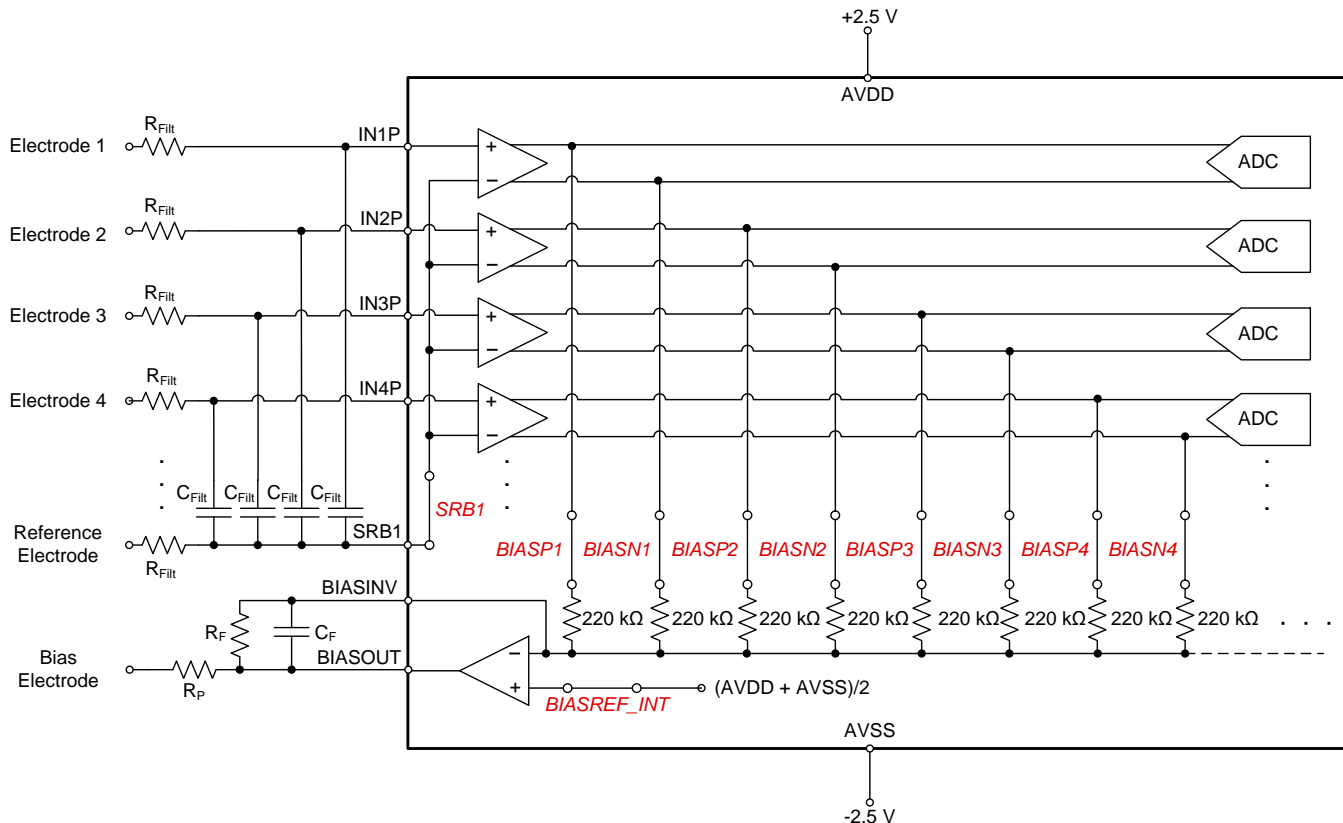 +2.5 V
AVDD
Electrode 1
RFilt
IN1P
+
−
ADC
Electrode 2
RFilt
IN2P
+
−
ADC
Electrode 3
RFilt
IN3P
+
−
ADC
Electrode 4
RFilt
IN4P
+
−
ADC
CFilt CFilt CFilt CFilt
SRB1
Reference
Electrode
RFilt
SRB1
BIASP1 BIASN1 BIASP2 BIASN2 BIASP3 BIASN3 BIASP4 BIASN4
BIASINV
220 kΩ 220 kΩ 220 kΩ 220 kΩ 220 kΩ 220 kΩ 220 kΩ 220 kΩ
RF
CF
Bias
Electrode
RP
BIASOUT
−
+
BIASREF_INT
(AVDD + AVSS)/2
AVSS
-2.5 V